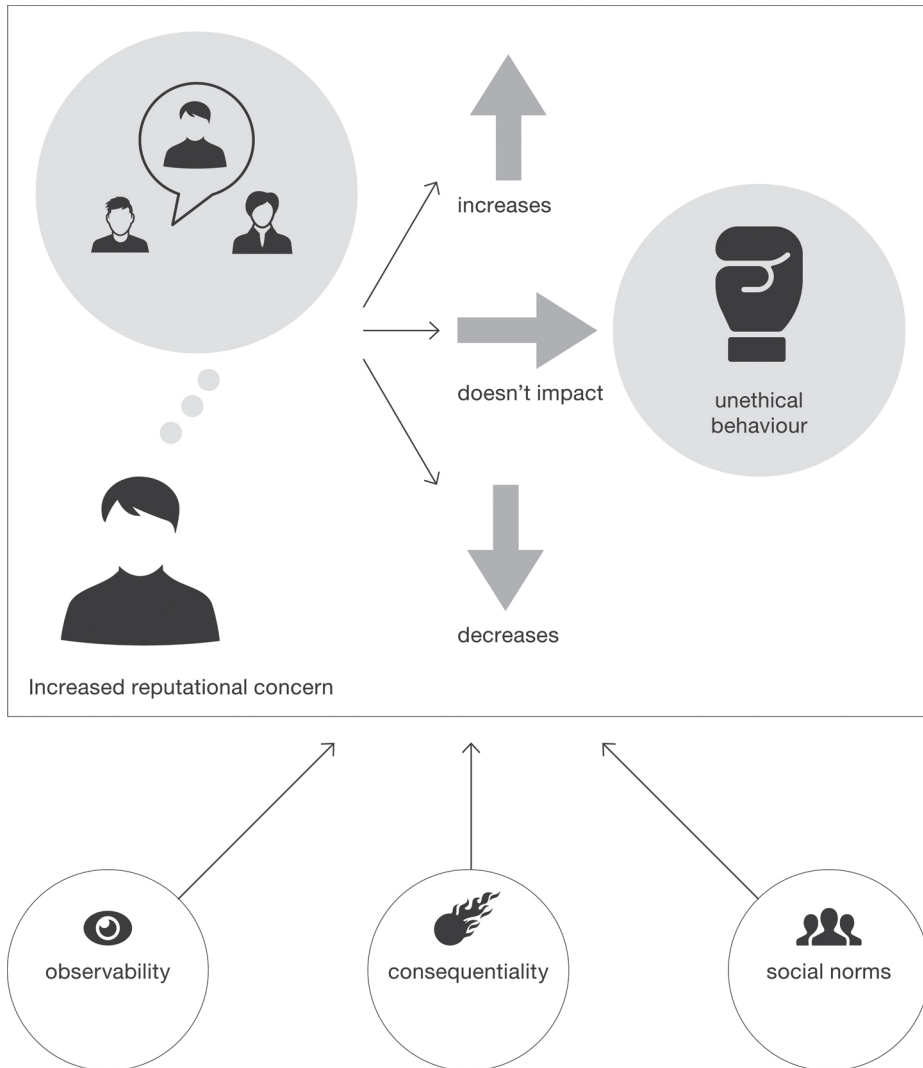 increases
doesn't impact
unethical
behaviour
decreases
Increased reputational concern
observability
consequentiality
social norms